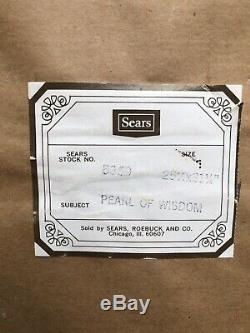 Sears
SEARS
STOCK NO.
SIZE
SUBJECT PEARL OF WISDOM
Sold by SEARS, ROEBUCK AND CO.
Chicago, Ill. 60607